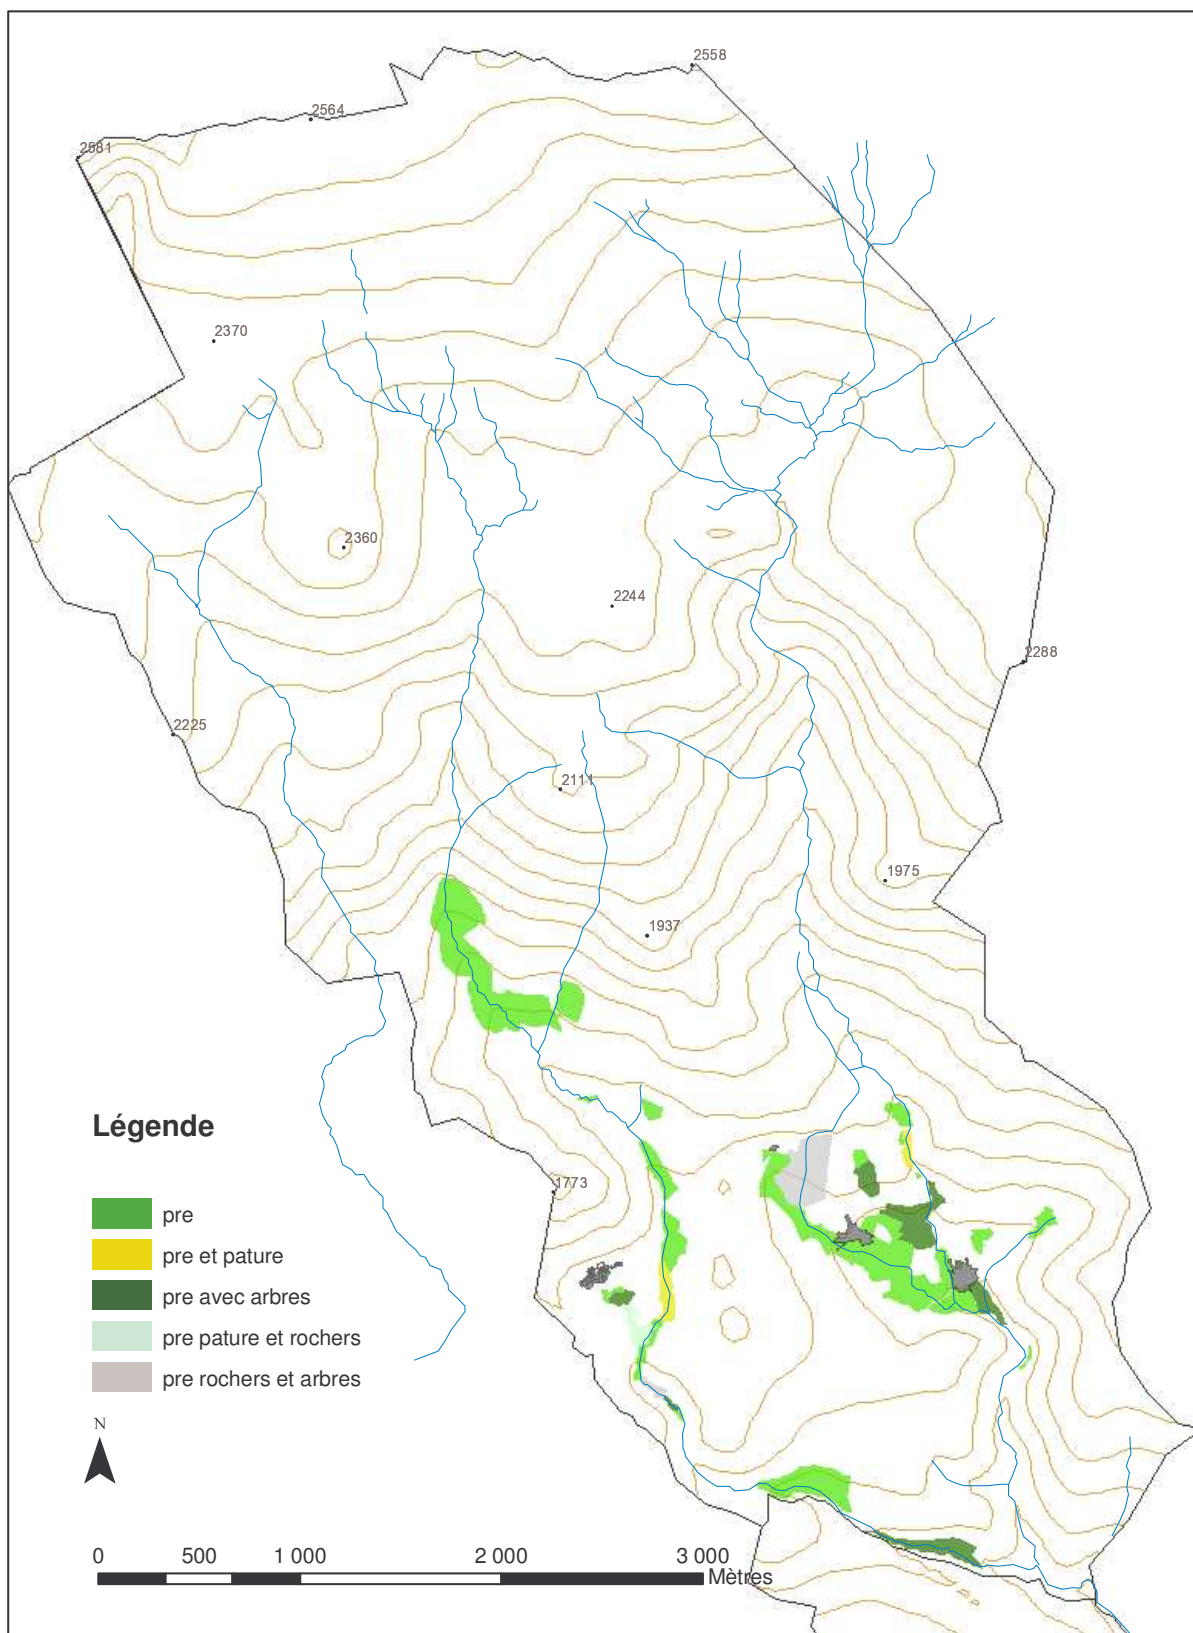 2558
2564
2581
2370
2360
2244
2288
2225
2111
1975
1937
Légende
1773
pre
pre et pature
pre avec arbres
pre pature et rochers
pre rochers et arbres
N
0 500 1 000 2 000 3 000
Mètres